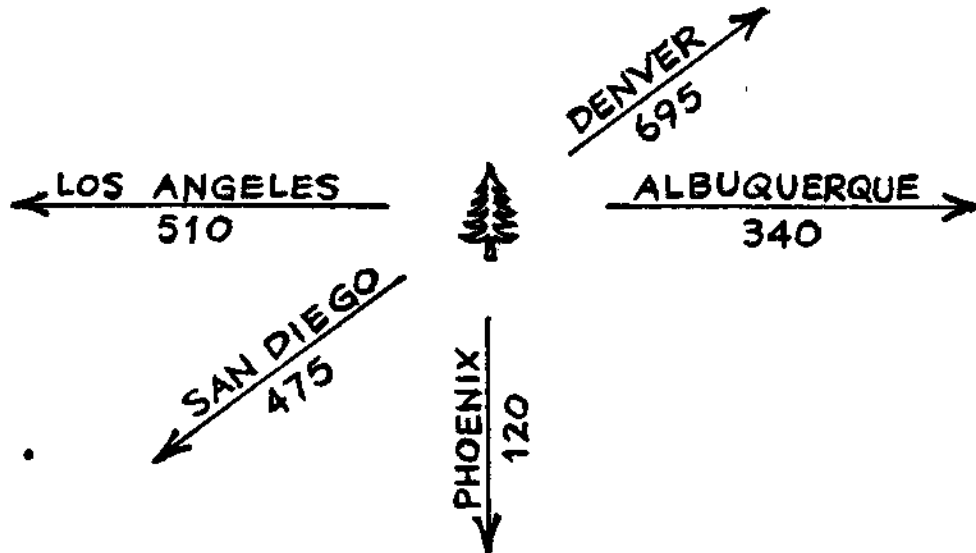 DENVER
695
LOS ANGELES
510
ALBUQUERQUE
340
SAN DIEGO
475
PHOENIX
120